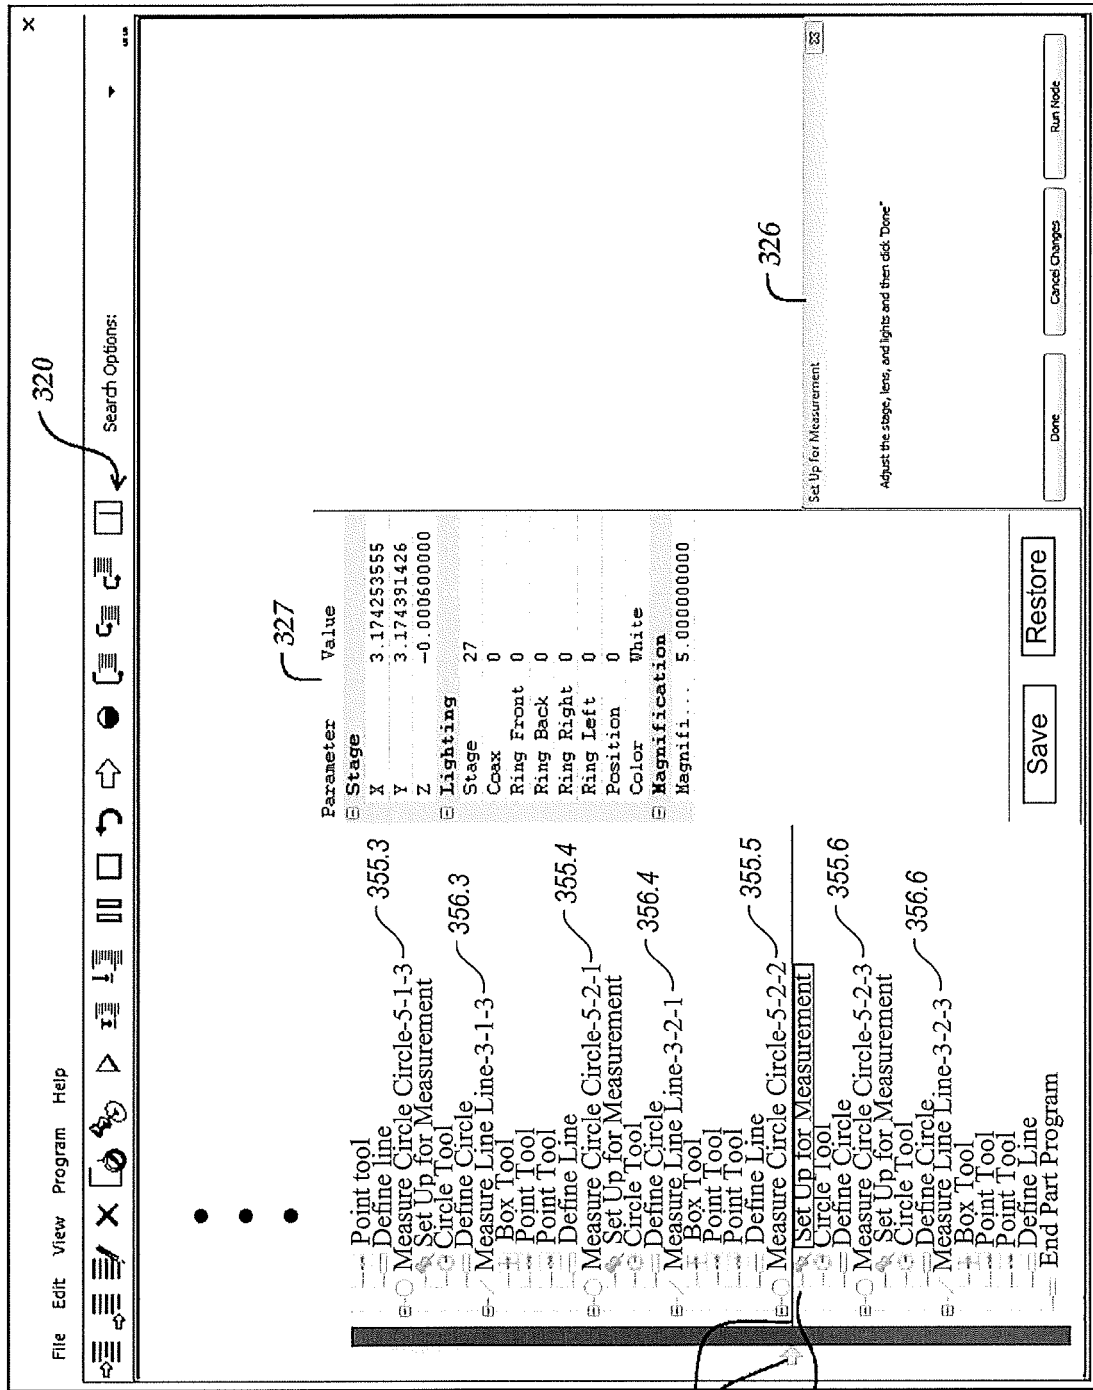 File Edit View Program Help
Search Options:
320
Point tool
Define line
Measure Circle Circle-5-1-3
355.3
Set Up for Measurement
Circle Tool
Define Circle
356.3
Measure Line Line-3-1-3
Box Tool
Point Tool
Point Tool
Define Line
Measure Circle Circle-5-2-1
355.4
Set Up for Measurement
Circle Tool
Define Circle
356.4
Measure Line Line-3-2-1
Box Tool
Point Tool
Point Tool
Define Line
Measure Circle Circle-5-2-2
355.5
Set Up for Measurement
Circle Tool
Define Circle
355.6
Measure Circle Circle-5-2-3
Set Up for Measurement
Circle Tool
Define Circle
356.6
Measure Line Line-3-2-3
Box Tool
Point Tool
Point Tool
Define Line
End Part Program
327
Parameter Value
Stage
X 3.174253555
Y 3.174391426
Z -0.000600000
Lighting
Stage 27
Coax 0
Ring Front 0
Ring Back 0
Ring Right 0
Ring Left 0
Position 0
Color White
Magnification
Magnifi... 5.000000000
Save Restore
326
Set Up for Measurement
Adjust the stage, lens, and lights and then click "Done"
Done Cancel Changes Run Node